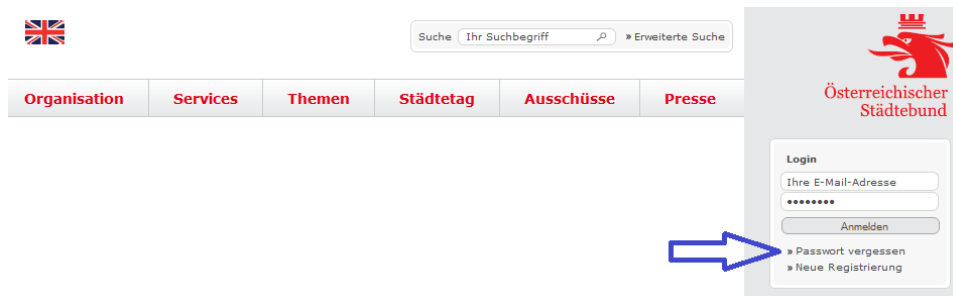 Suche Ihr Suchbegriff » Erweiterte Suche
Organisation Services Themen Städtetag Ausschüsse Presse
Österreichischer
Städtebund
Login
Ihre E-Mail-Adresse
••••••••
Anmelden
» Passwort vergessen
» Neue Registrierung